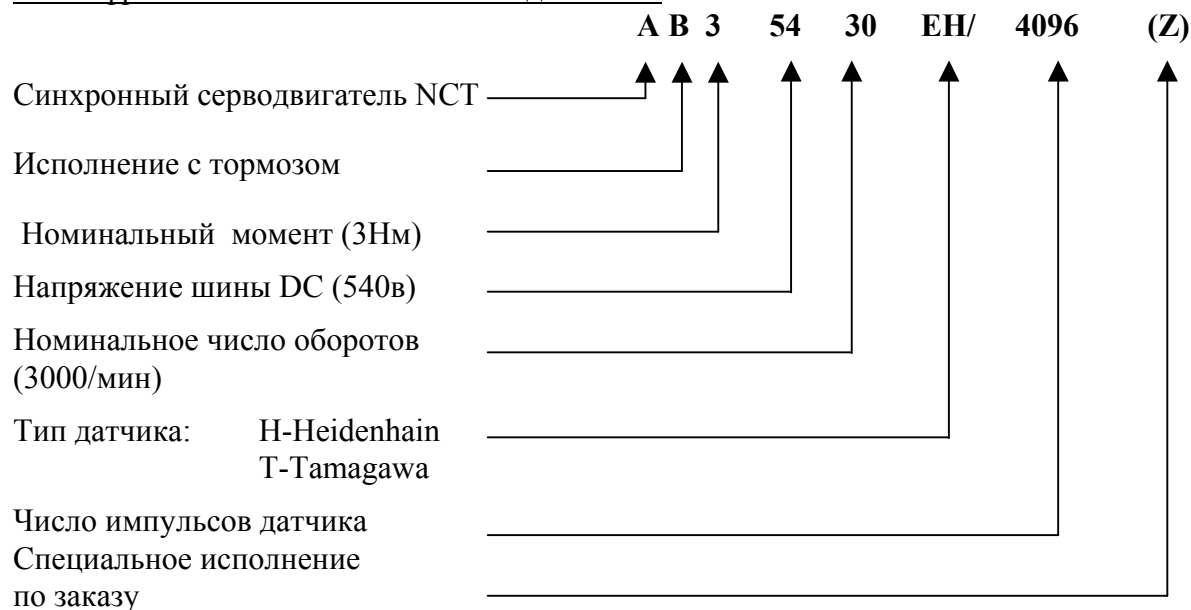 A B 3 54 30 EH/ 4096 (Z)
Синхронный серводвигатель NCT
Исполнение с тормозом
Номинальный момент (3Нм)
Напряжение шины DC (540в)
Номинальное число оборотов
(3000/мин)
Тип датчика: H-Heidenhain
T-Tamagawa
Число импульсов датчика
Специальное исполнение
по заказу